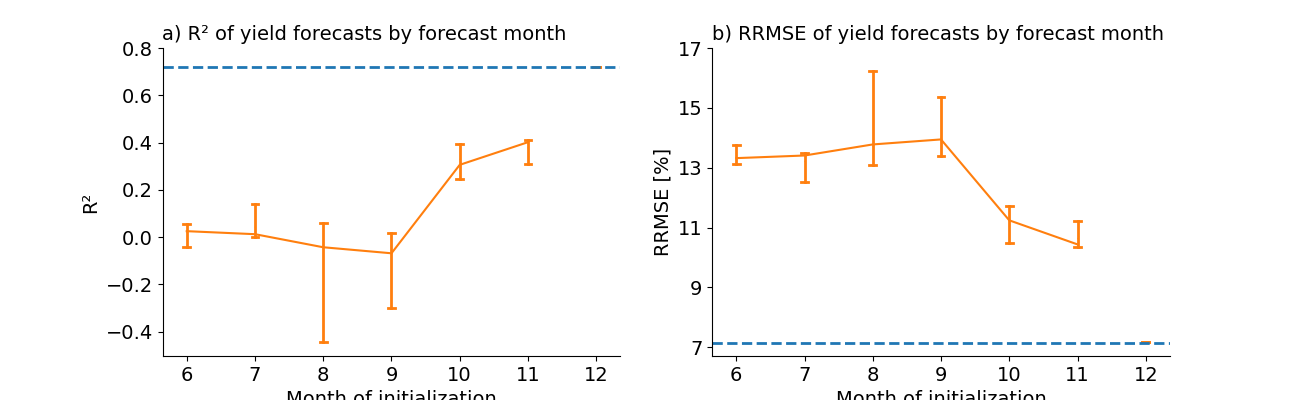 a) R² of yield forecasts by forecast month
0.8
0.6
0.4
0.2
0.0
−0.2
−0.4
R²
6 7 8 9 10 11 12
Month of initialization
b) RRMSE of yield forecasts by forecast month
17
15
13
11
9
7
RRMSE [%]
6 7 8 9 10 11 12
Month of initialization